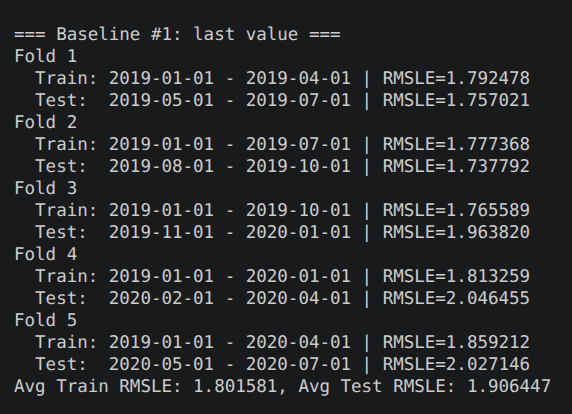 === Baseline #1: last value ===
Fold 1
  Train: 2019-01-01 - 2019-04-01 | RMSLE=1.792478
  Test:  2019-05-01 - 2019-07-01 | RMSLE=1.757021
Fold 2
  Train: 2019-01-01 - 2019-07-01 | RMSLE=1.777368
  Test:  2019-08-01 - 2019-10-01 | RMSLE=1.737792
Fold 3
  Train: 2019-01-01 - 2019-10-01 | RMSLE=1.765589
  Test:  2019-11-01 - 2020-01-01 | RMSLE=1.963820
Fold 4
  Train: 2019-01-01 - 2020-01-01 | RMSLE=1.813259
  Test:  2020-02-01 - 2020-04-01 | RMSLE=2.046455
Fold 5
  Train: 2019-01-01 - 2020-04-01 | RMSLE=1.859212
  Test:  2020-05-01 - 2020-07-01 | RMSLE=2.027146
Avg Train RMSLE: 1.801581, Avg Test RMSLE: 1.906447